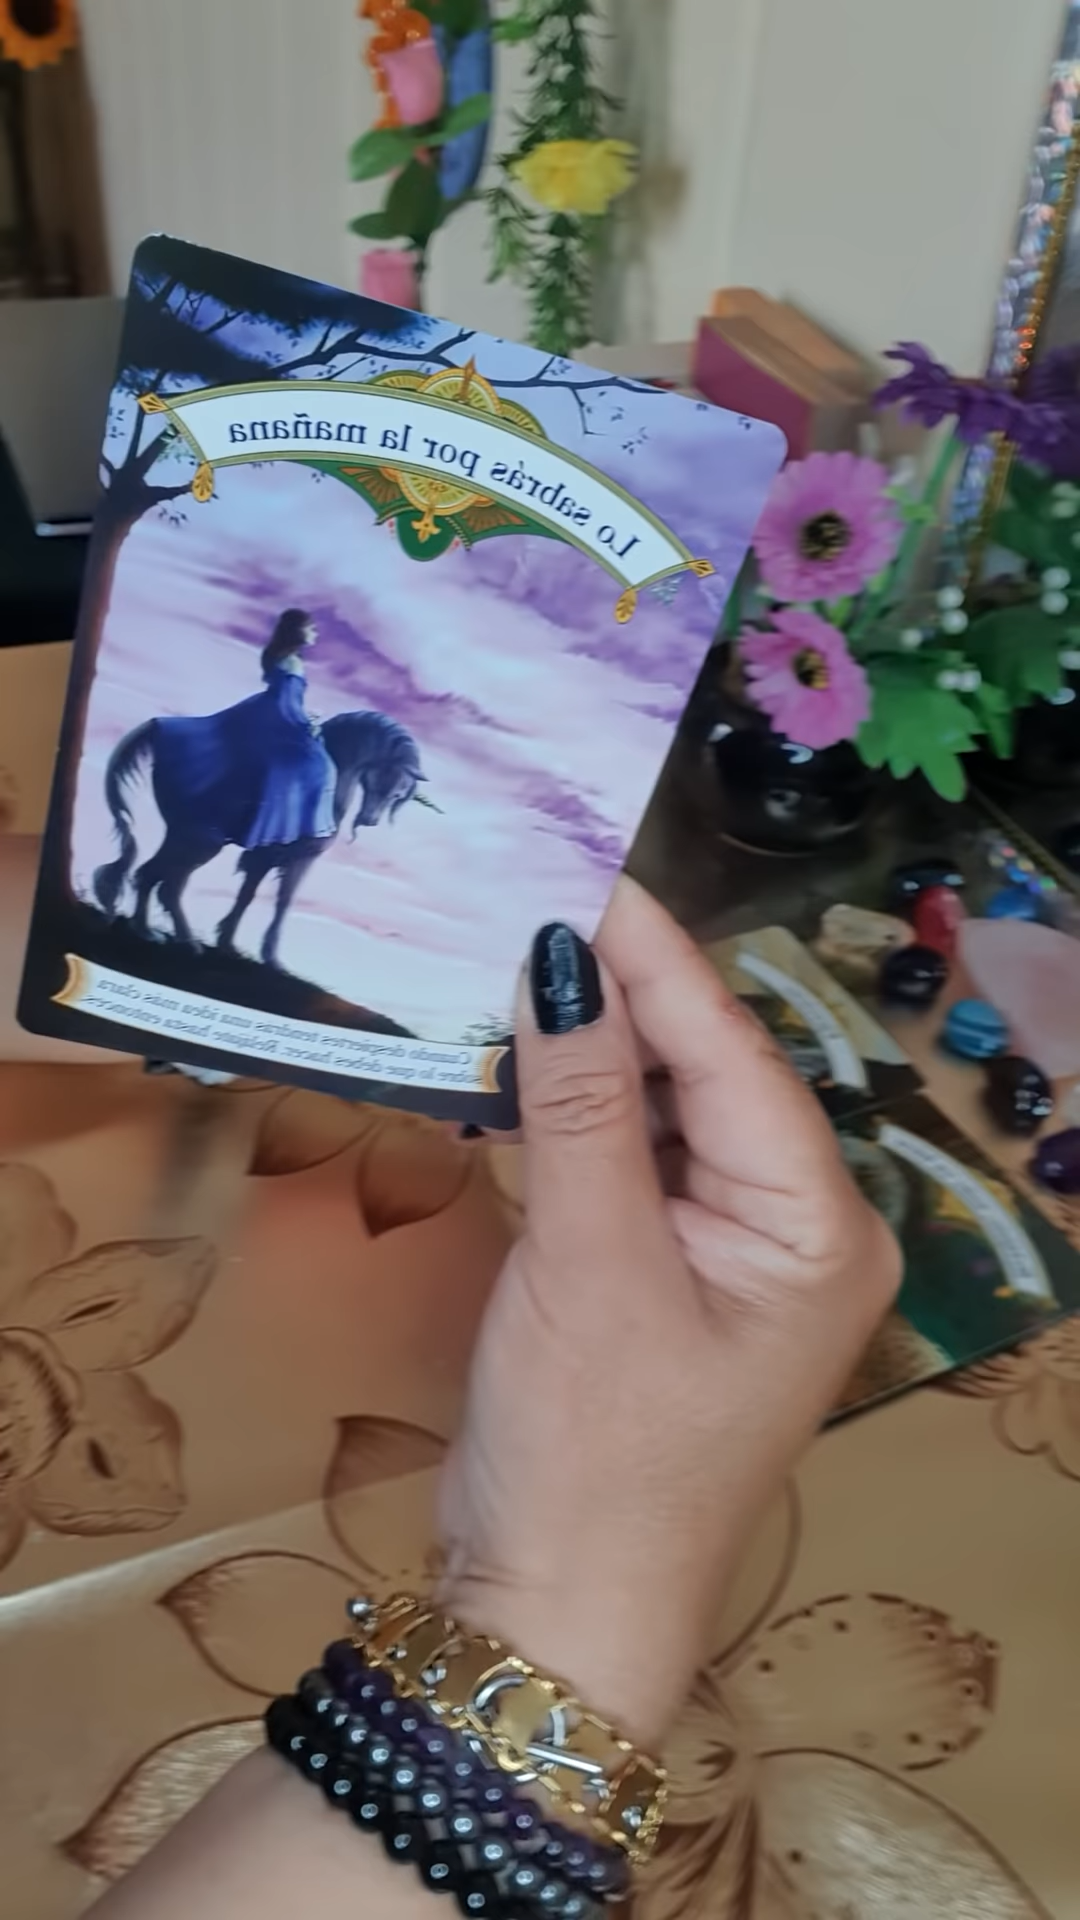 Lo sabrás por la mañana
Cuando despiertes tendrás una idea más clara
sobre lo que debes hacer. Relájate hasta entonces.